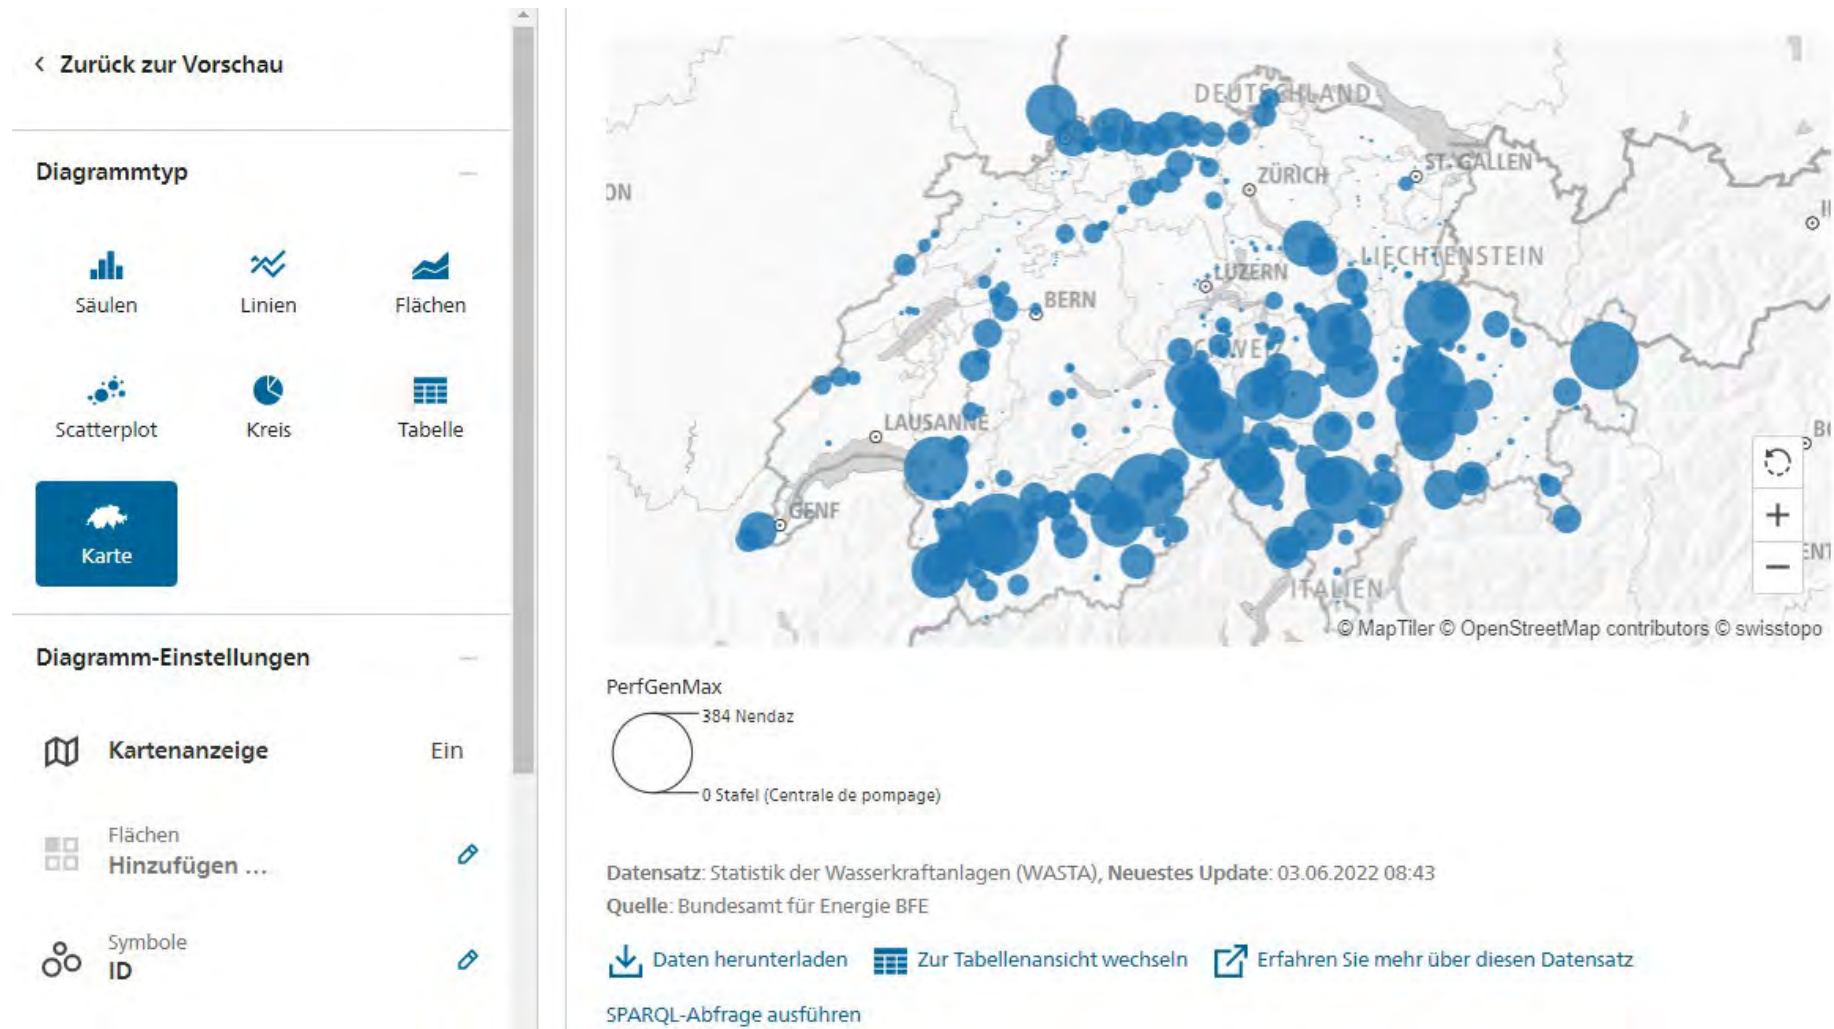 Zurück zur Vorschau
Diagrammtyp
Säulen
Linien
Flächen
Scatterplot
Kreis
Tabelle
Karte
Diagramm-Einstellungen
Kartenanzeige
Ein
Flächen
Hinzufügen ...
Symbole
ID
DEUTSCHLAND
ON
ZÜRICH
ST. GALLEN
LIECHTENSTEIN
LUZERN
BERN
SCHWEIZ
LAUSANNE
GENF
ITALIEN
© MapTiler © OpenStreetMap contributors © swisstopo
PerfGenMax
384 Nendaz
0 Stafel (Centrale de pompage)
Datensatz: Statistik der Wasserkraftanlagen (WASTA), Neuestes Update: 03.06.2022 08:43
Quelle: Bundesamt für Energie BFE
Daten herunterladen
Zur Tabellenansicht wechseln
Erfahren Sie mehr über diesen Datensatz
SPARQL-Abfrage ausführen